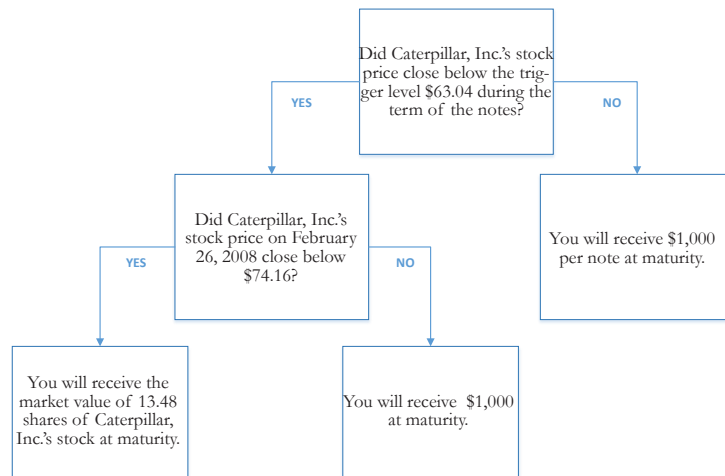 Did Caterpillar, Inc.'s stock
price close below the trig-
ger level $63.04 during the
term of the notes?
YES
NO
Did Caterpillar, Inc.'s
stock price on February
26, 2008 close below
$74.16?
You will receive $1,000
per note at maturity.
YES
NO
You will receive the
market value of 13.48
shares of Caterpillar,
Inc.'s stock at maturity.
You will receive $1,000
at maturity.